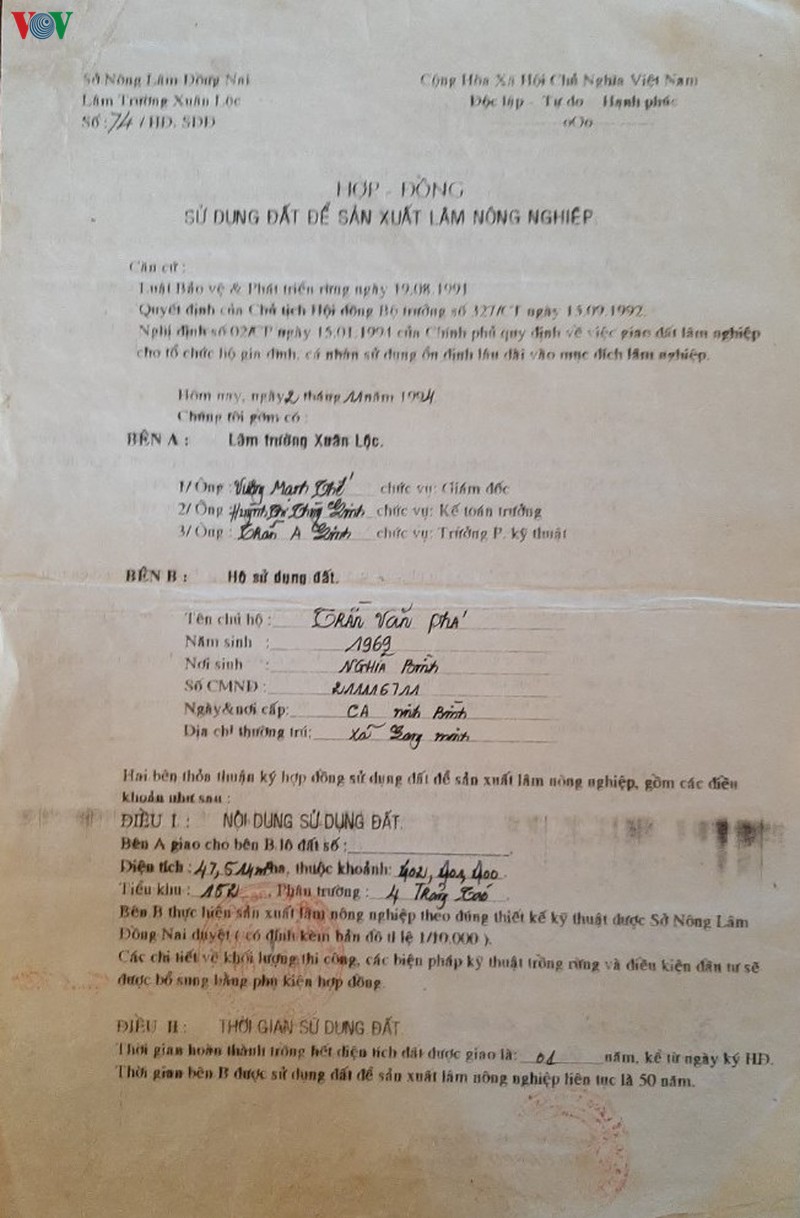 VOV
Sở Nông Lâm Đồng Nai
Lâm Trường Xuân Lộc
Số : 74 / HĐ. SDĐ
Cộng Hòa Xã Hội Chủ Nghĩa Việt Nam
Độc lập - Tự do Hạnh phúc
oOo
HỢP - ĐỒNG
SỬ DỤNG ĐẤT ĐỂ SẢN XUẤT LÂM NÔNG NGHIỆP
Căn cứ :
Luật Bảo vệ & Phát triển rừng ngày 19.08.1991
Quyết định của Chủ tịch Hội đồng Bộ trưởng số 327/CT ngày 15.09.1992.
Nghị định số 02/CP ngày 15.01.1994 của Chính phủ quy định về việc giao đất lâm nghiệp
cho tổ chức hộ gia đình, cá nhân sử dụng ổn định lâu dài vào mục đích lâm nghiệp.
Hôm nay, ngày 2 tháng 11 năm 1994.
Chúng tôi gồm có :
BÊN A : Lâm trường Xuân Lộc.
1/ Ông : Mạnh chức vụ: Giám đốc
2/ Ông : Huỳnh chức vụ: Kế toán trưởng
3/ Ông : Trần A chức vụ: Trưởng P. kỹ thuật
BÊN B : Hộ sử dụng đất.
Tên chủ hộ : TRẦN Văn Phá
Năm sinh : 1969
Nơi sinh : NGHĨA Bình
Số CMND : 211116711
Ngày&nơi cấp: CA Bình
Địa chỉ thường trú: Xã
Hai bên thỏa thuận ký hợp đồng sử dụng đất để sản xuất lâm nông nghiệp, gồm các điều
khoản như sau :
ĐIỀU I : NỘI DUNG SỬ DỤNG ĐẤT.
Bên A giao cho bên B lô đất số :
Diện tích : 47,514 ha, thuộc khoảnh: 402, 401, 400.
Tiểu khu : 152 , Phân trường : 4 Trảng Táo.
Bên B thực hiện sản xuất lâm nông nghiệp theo đúng thiết kế kỹ thuật được Sở Nông Lâm
Đồng Nai duyệt ( có đính kèm bản đồ tỉ lệ 1/10.000 ).
Các chi tiết về khối lượng thi công, các biện pháp kỹ thuật trồng rừng và điều kiện đầu tư sẽ
được bổ sung bằng phụ kiện hợp đồng.
ĐIỀU II : THỜI GIAN SỬ DỤNG ĐẤT.
Thời gian hoàn thành trồng hết diện tích đất được giao là: 01 năm, kể từ ngày ký HĐ.
Thời gian bên B được sử dụng đất để sản xuất lâm nông nghiệp liên tục là 50 năm.